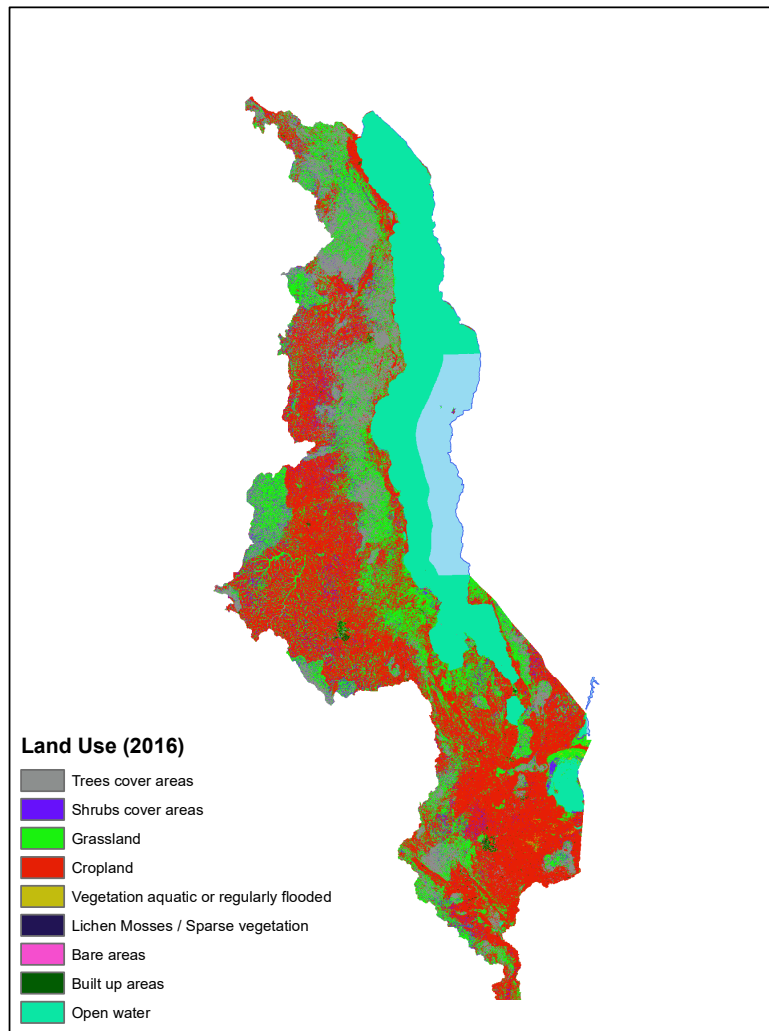 Land Use (2016)
Trees cover areas
Shrubs cover areas
Grassland
Cropland
Vegetation aquatic or regularly flooded
Lichen Mosses / Sparse vegetation
Bare areas
Built up areas
Open water